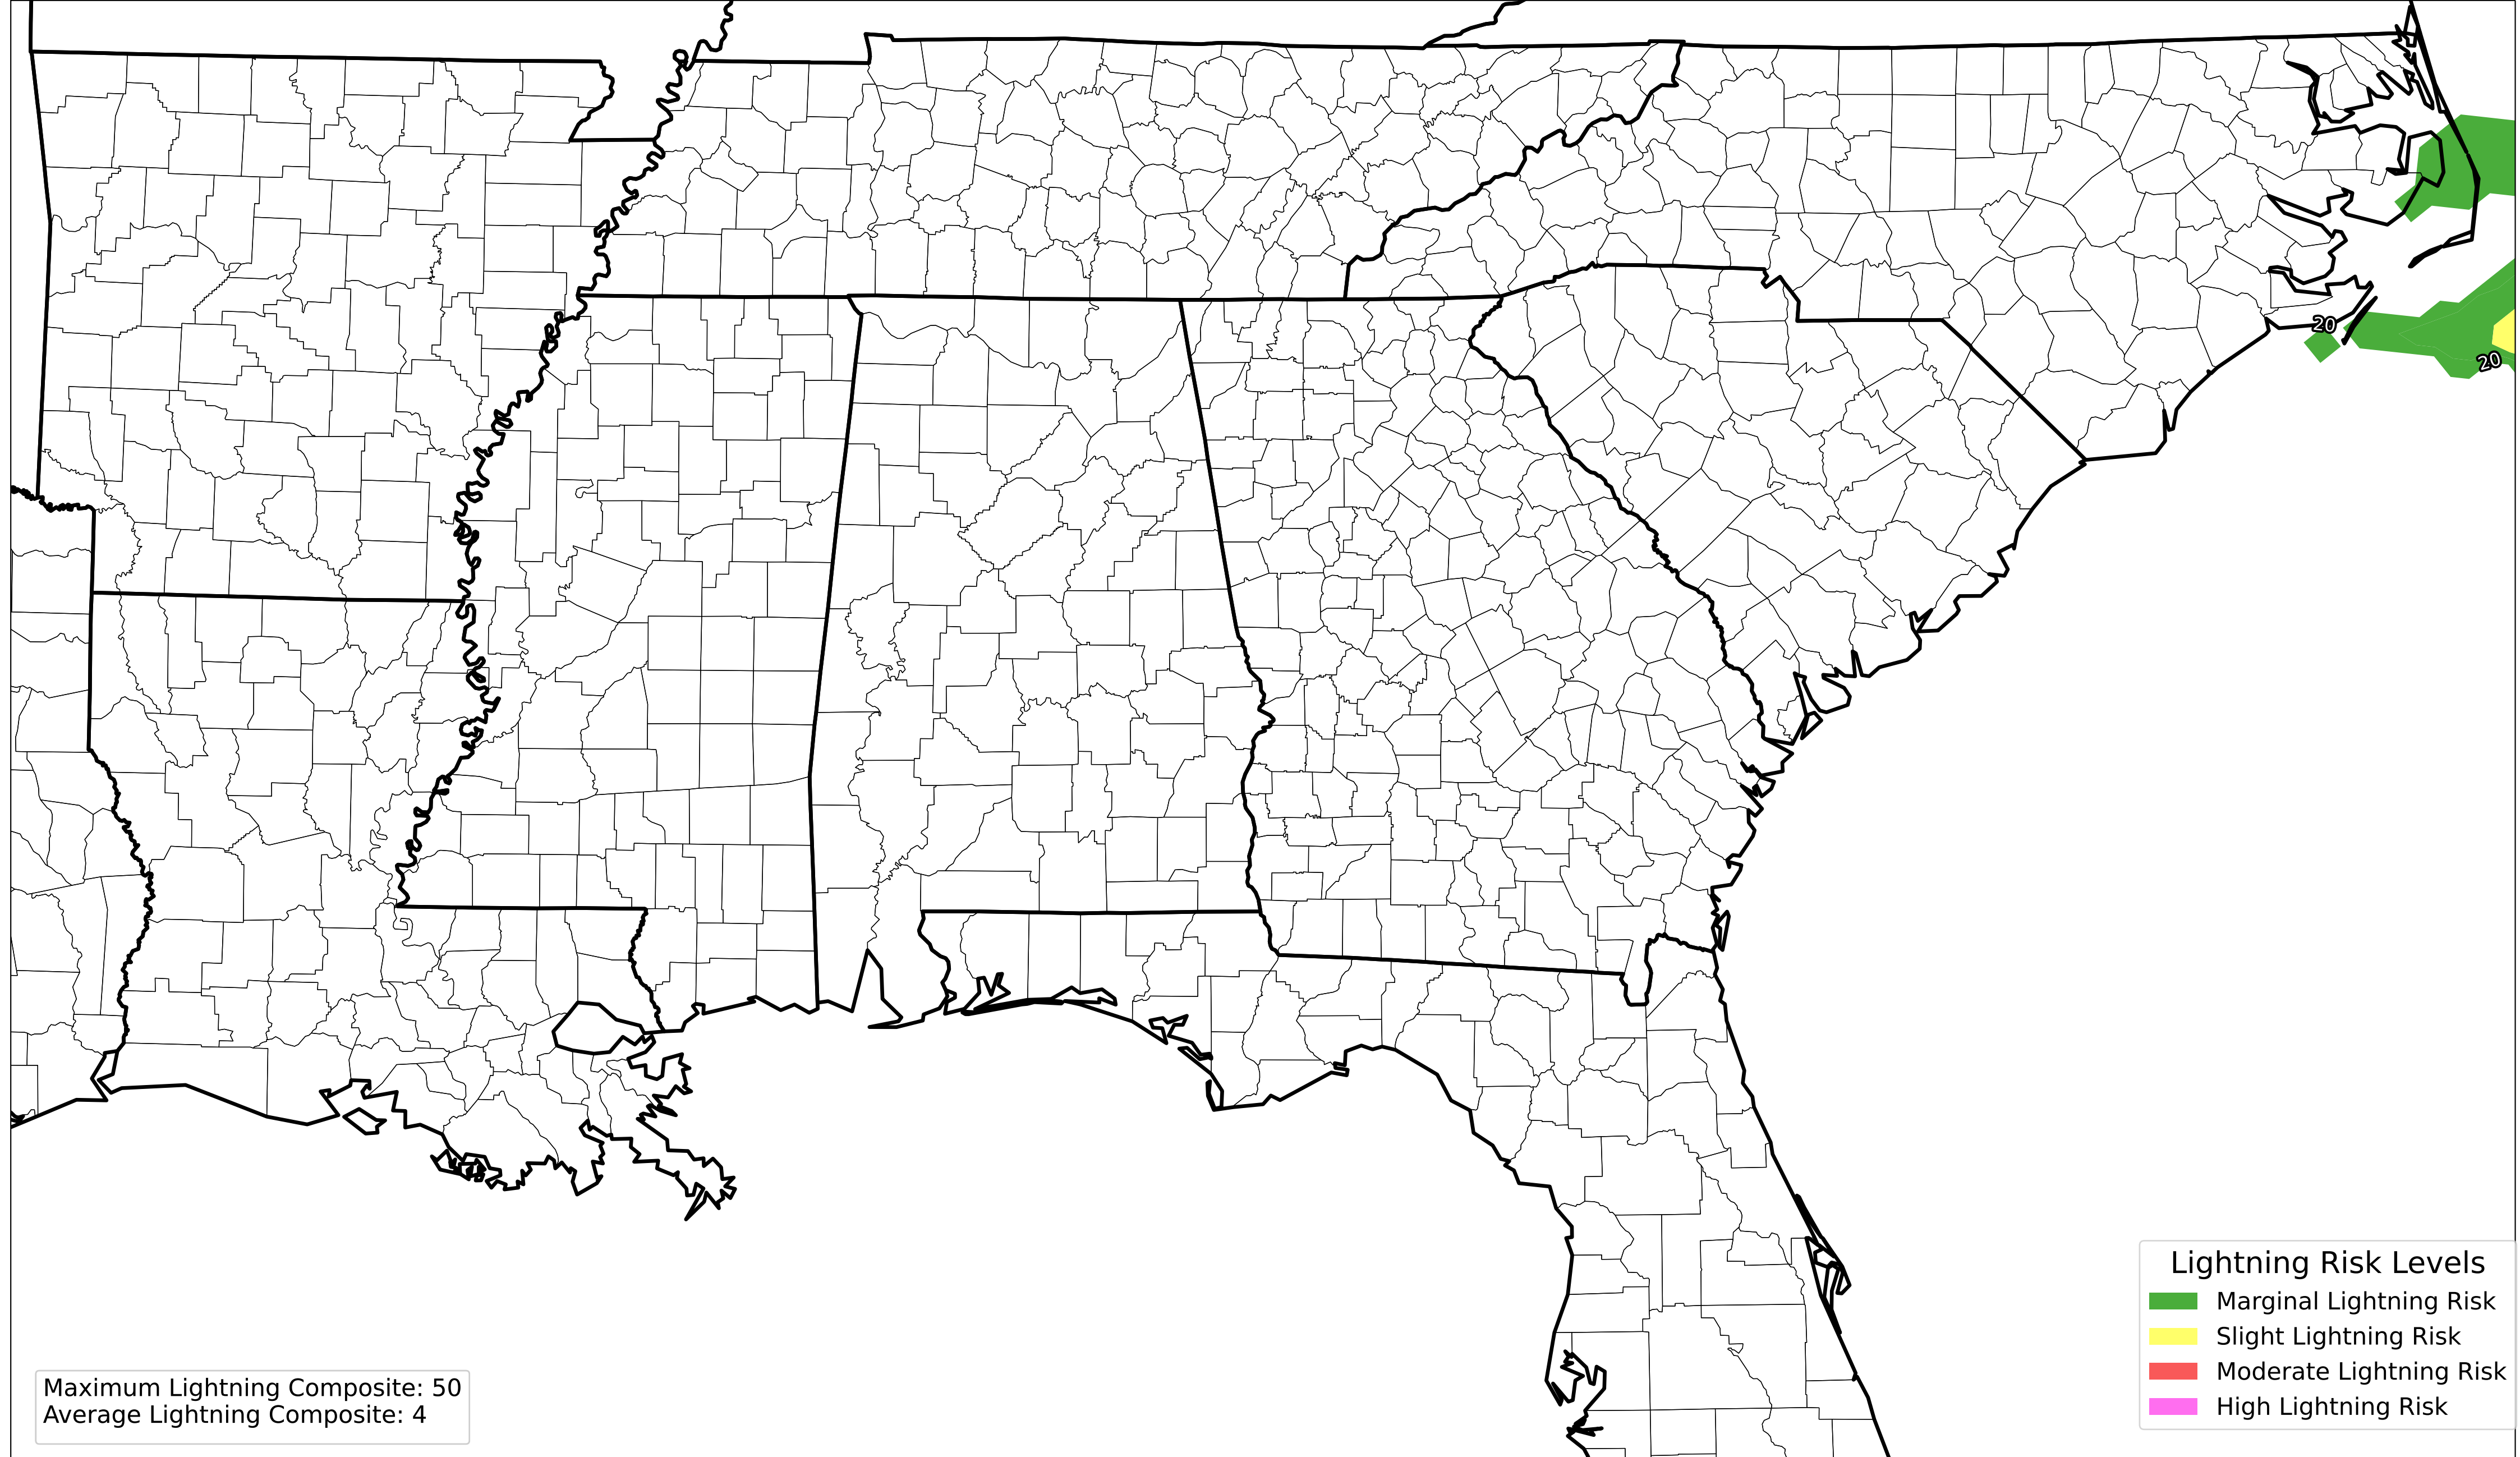 20
20
Lightning Risk Levels
Marginal Lightning Risk
Slight Lightning Risk
Moderate Lightning Risk
High Lightning Risk
Maximum Lightning Composite: 50
Average Lightning Composite: 4